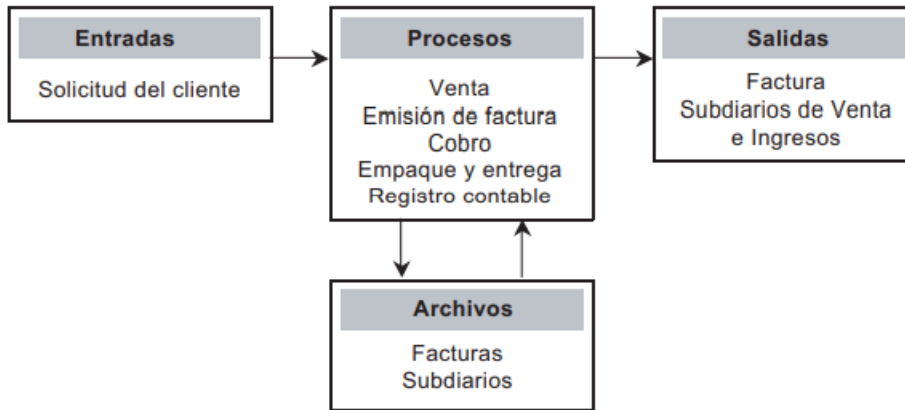 Entradas
Solicitud del cliente
Procesos
Venta
Emisión de factura
Cobro
Empaque y entrega
Registro contable
Salidas
Factura
Subdiarios de Venta
e Ingresos
Archivos
Facturas
Subdiarios